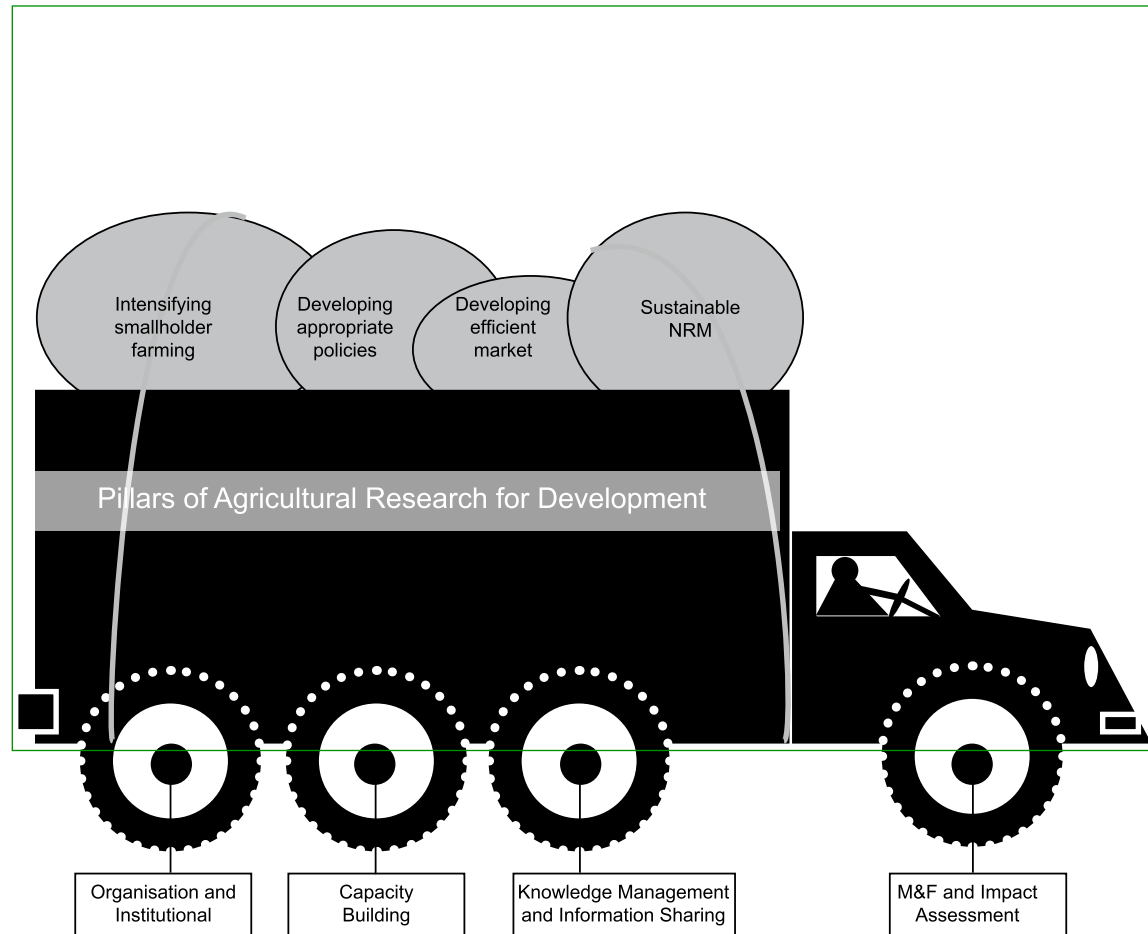 Intensifying
smallholder
farming
Developing
appropriate
policies
Developing
efficient
market
Sustainable
NRM
Pillars of Agricultural Research for Development
Organisation and
Institutional
Capacity
Building
Knowledge Management
and Information Sharing
M&F and Impact
Assessment